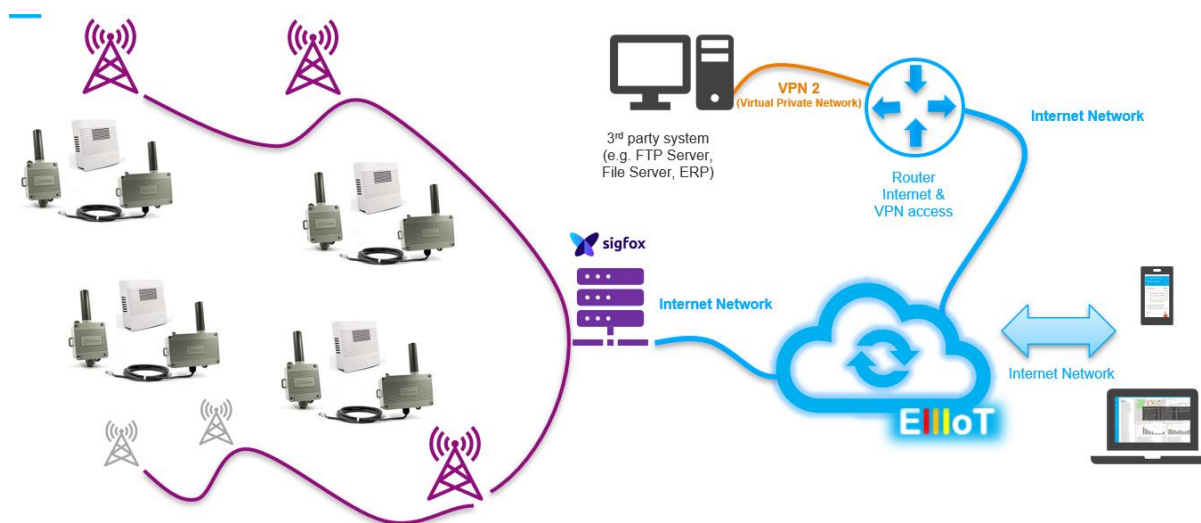 VPN 2
(Virtual Private Network)
3rd party system
(e.g. FTP Server,
File Server, ERP)
Internet Network
Router
Internet &
VPN access
sigfox
Internet Network
Internet Network
EIIIoT